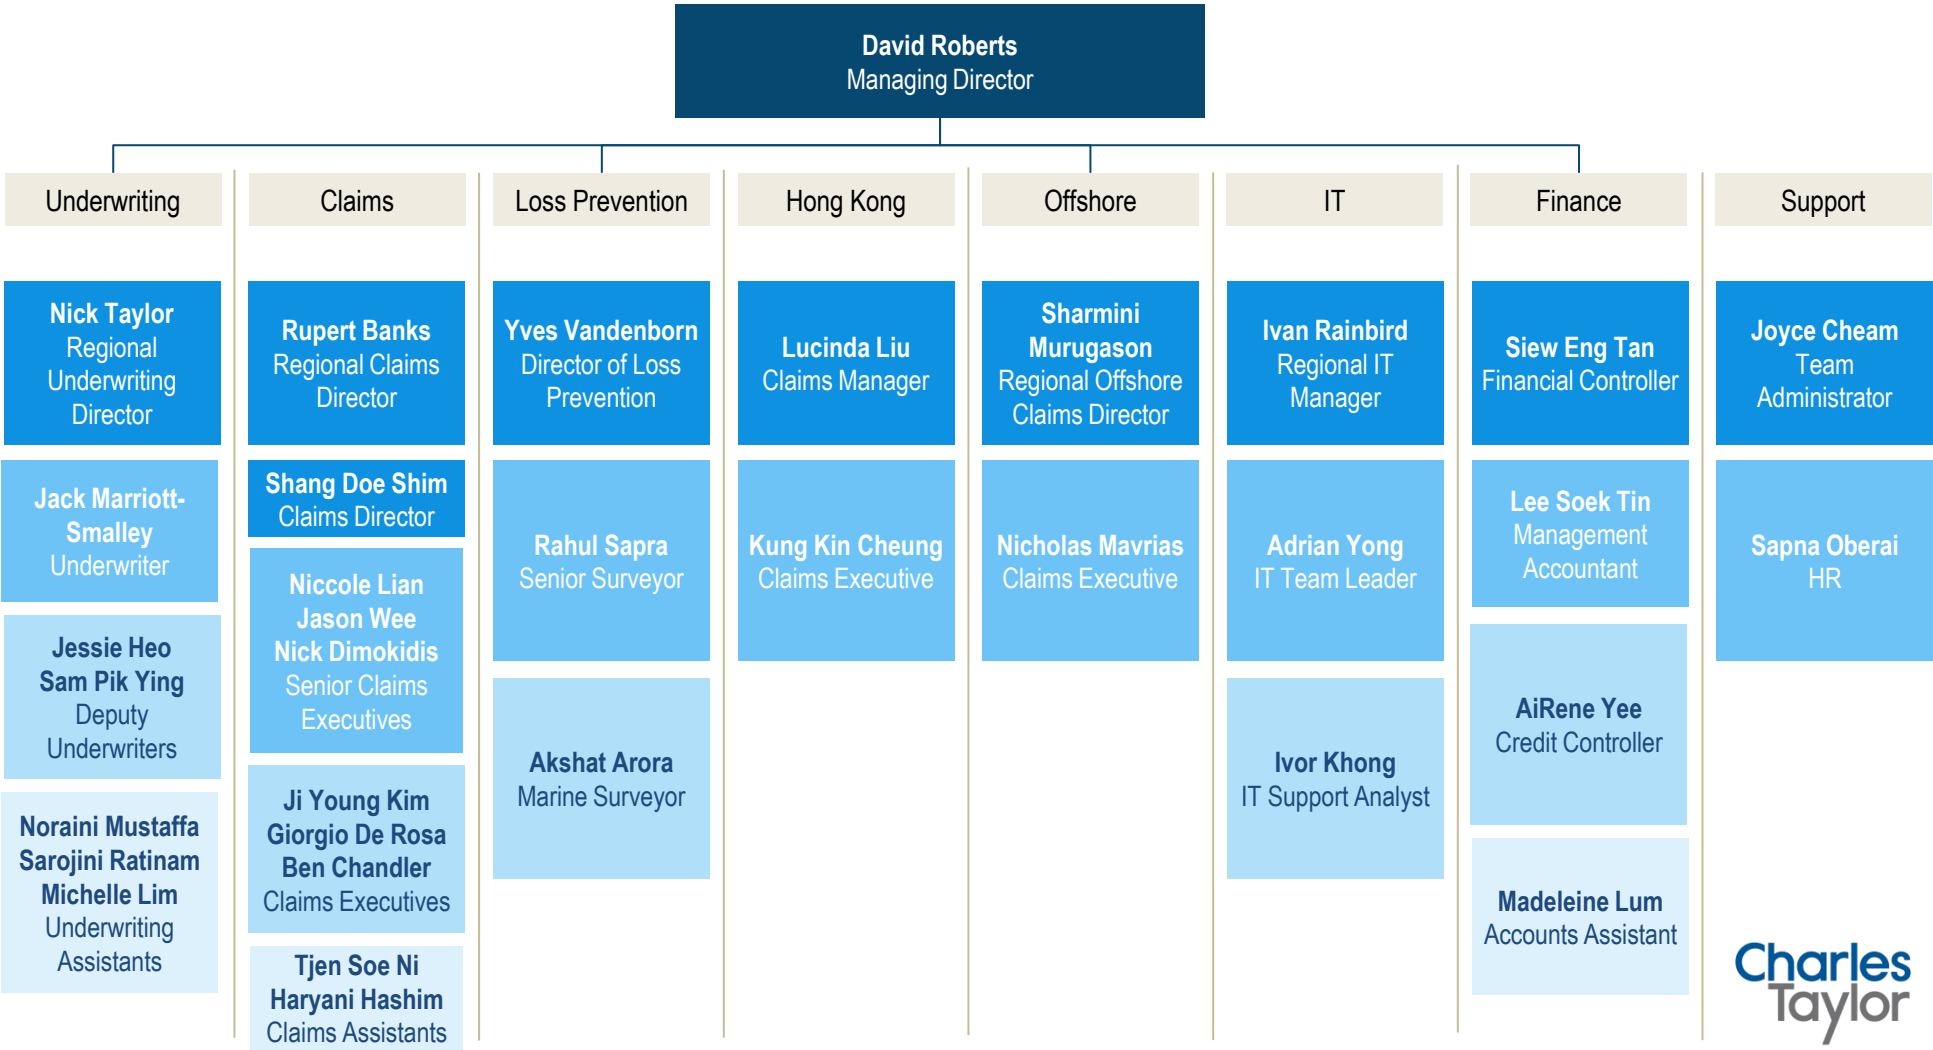 David Roberts
Managing Director
Underwriting
Claims
Loss Prevention
Hong Kong
Offshore
IT
Finance
Support
Nick Taylor
Regional
Underwriting
Director
Jack Marriott-
Smalley
Underwriter
Jessie Heo
Sam Pik Ying
Deputy
Underwriters
Noraini Mustaffa
Sarojini Ratinam
Michelle Lim
Underwriting
Assistants
Rupert Banks
Regional Claims
Director
Shang Doe Shim
Claims Director
Niccole Lian
Jason Wee
Nick Dimokidis
Senior Claims
Executives
Ji Young Kim
Giorgio De Rosa
Ben Chandler
Claims Executives
Tjen Soe Ni
Haryani Hashim
Claims Assistants
Yves Vandenborn
Director of Loss
Prevention
Rahul Sapra
Senior Surveyor
Akshat Arora
Marine Surveyor
Lucinda Liu
Claims Manager
Kung Kin Cheung
Claims Executive
Sharmini
Murugason
Regional Offshore
Claims Director
Nicholas Mavrias
Claims Executive
Ivan Rainbird
Regional IT
Manager
Adrian Yong
IT Team Leader
Ivor Khong
IT Support Analyst
Siew Eng Tan
Financial Controller
Lee Soek Tin
Management
Accountant
AiRene Yee
Credit Controller
Madeleine Lum
Accounts Assistant
Joyce Cheam
Team
Administrator
Sapna Oberai
HR
Charles
Taylor